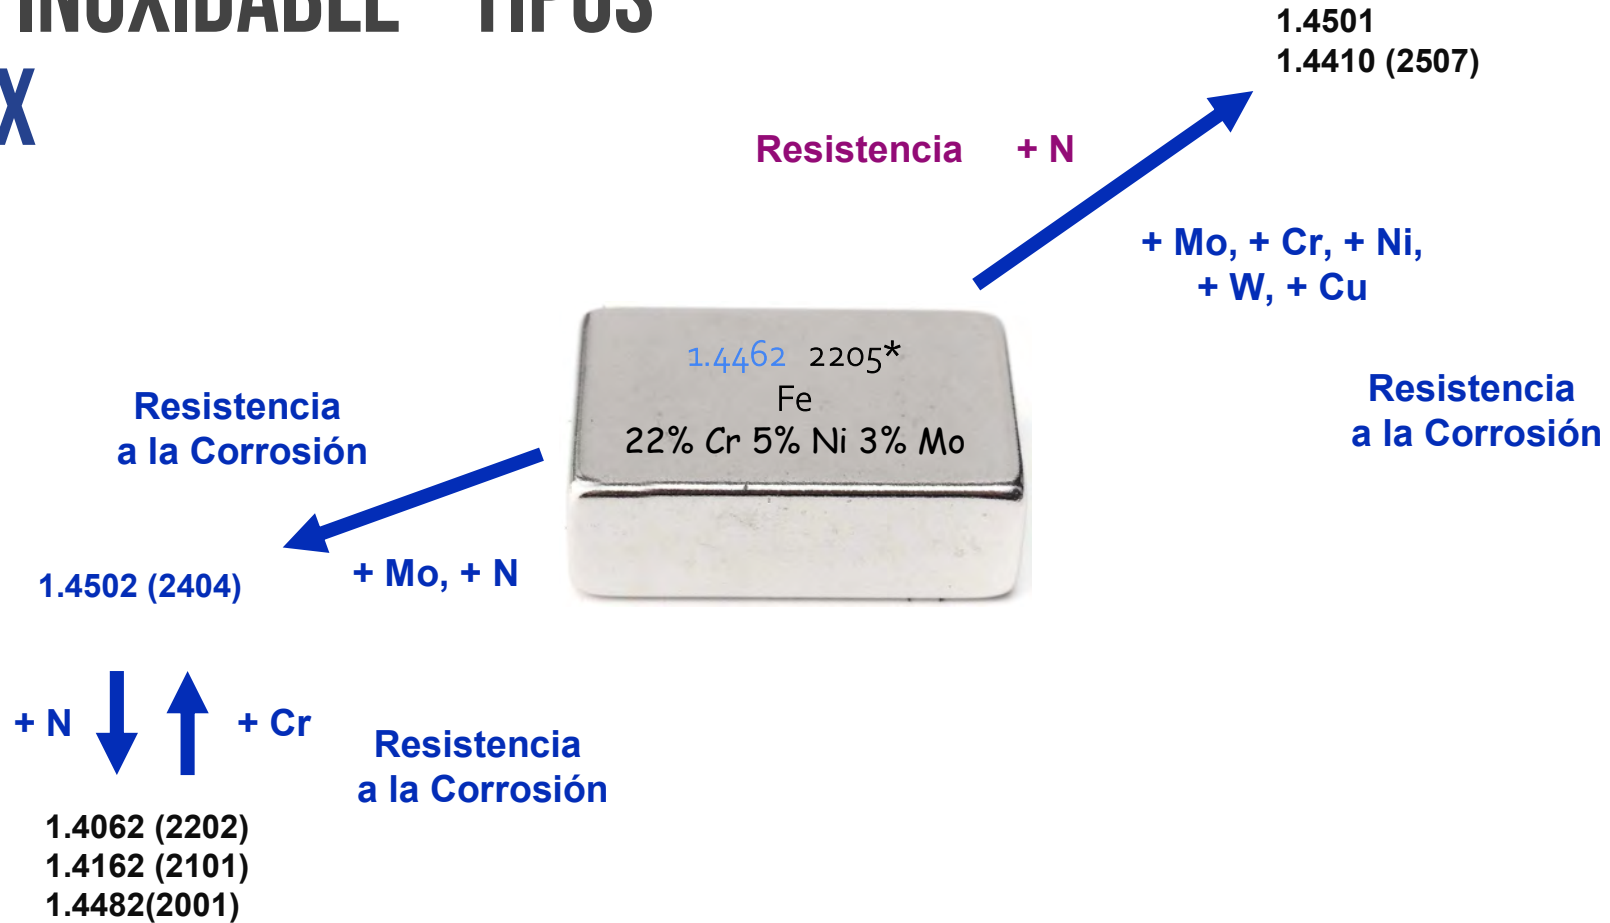 INOXIDABLE TIPOS
X
1.4501
1.4410 (2507)
Resistencia + N
+ Mo, + Cr, + Ni,
+ W, + Cu
1.4462 2205*
Fe
22% Cr 5% Ni 3% Mo
Resistencia
a la Corrosión
Resistencia
a la Corrosión
1.4502 (2404)
+ Mo, + N
+ N
+ Cr
Resistencia
a la Corrosión
1.4062 (2202)
1.4162 (2101)
1.4482(2001)